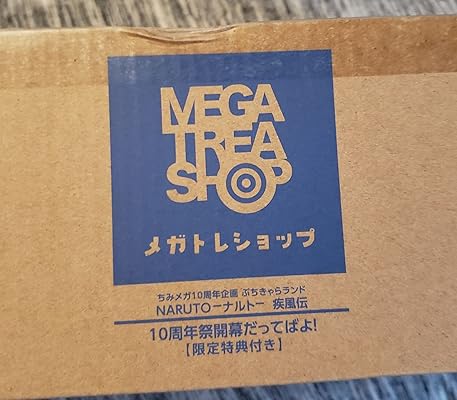 MEGA
TREA
SHOP
メガトレショップ
ちみメガ10周年企画 ぷちきゃらランド
NARUTOーナルトー 疾風伝
10周年祭開幕だってばよ!
【限定特典付き】